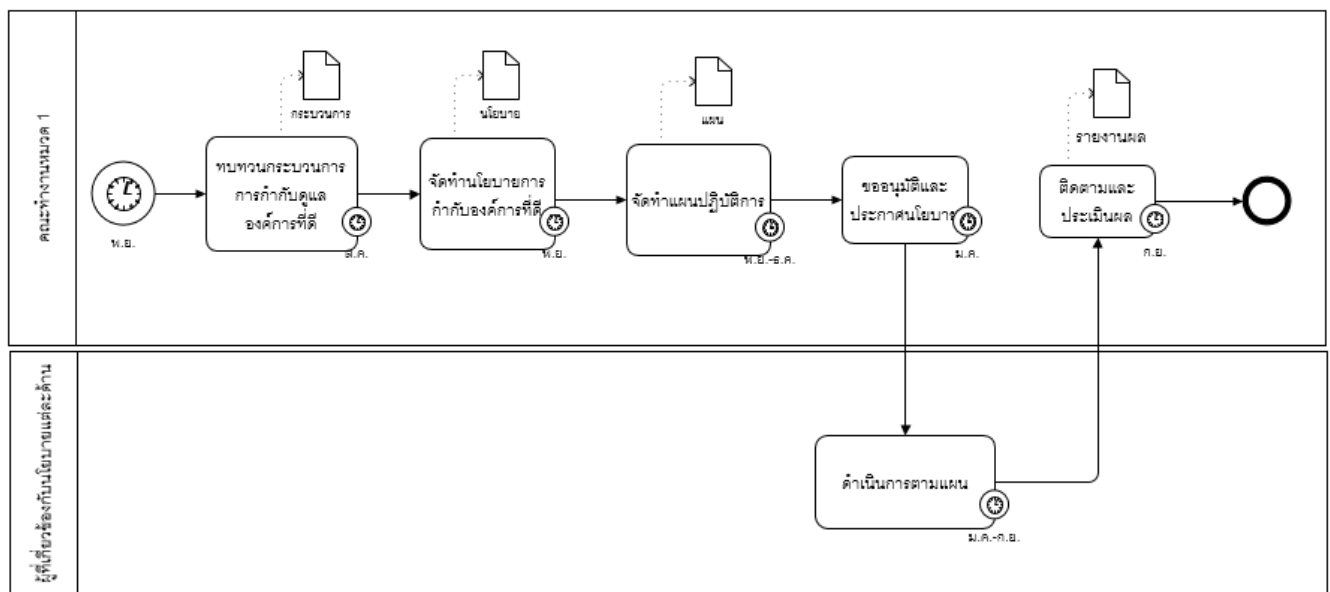 คณะทำงานหมวด 1
พ.ย.
กระบวนการ
ทบทวนกระบวนการ
การกำกับดูแล
องค์การที่ดี
ต.ค.
นโยบาย
จัดทำนโยบายการ
กำกับองค์การที่ดี
พ.ย.
แผน
จัดทำแผนปฏิบัติการ
พ.ย.-ธ.ค.
ขออนุมัติและ
ประกาศนโยบาย
ม.ค.
รายงานผล
ติดตามและ
ประเมินผล
ก.ย.
ผู้ที่เกี่ยวข้องกับนโยบายแต่ละด้าน
ดำเนินการตามแผน
ม.ค.-ก.ย.